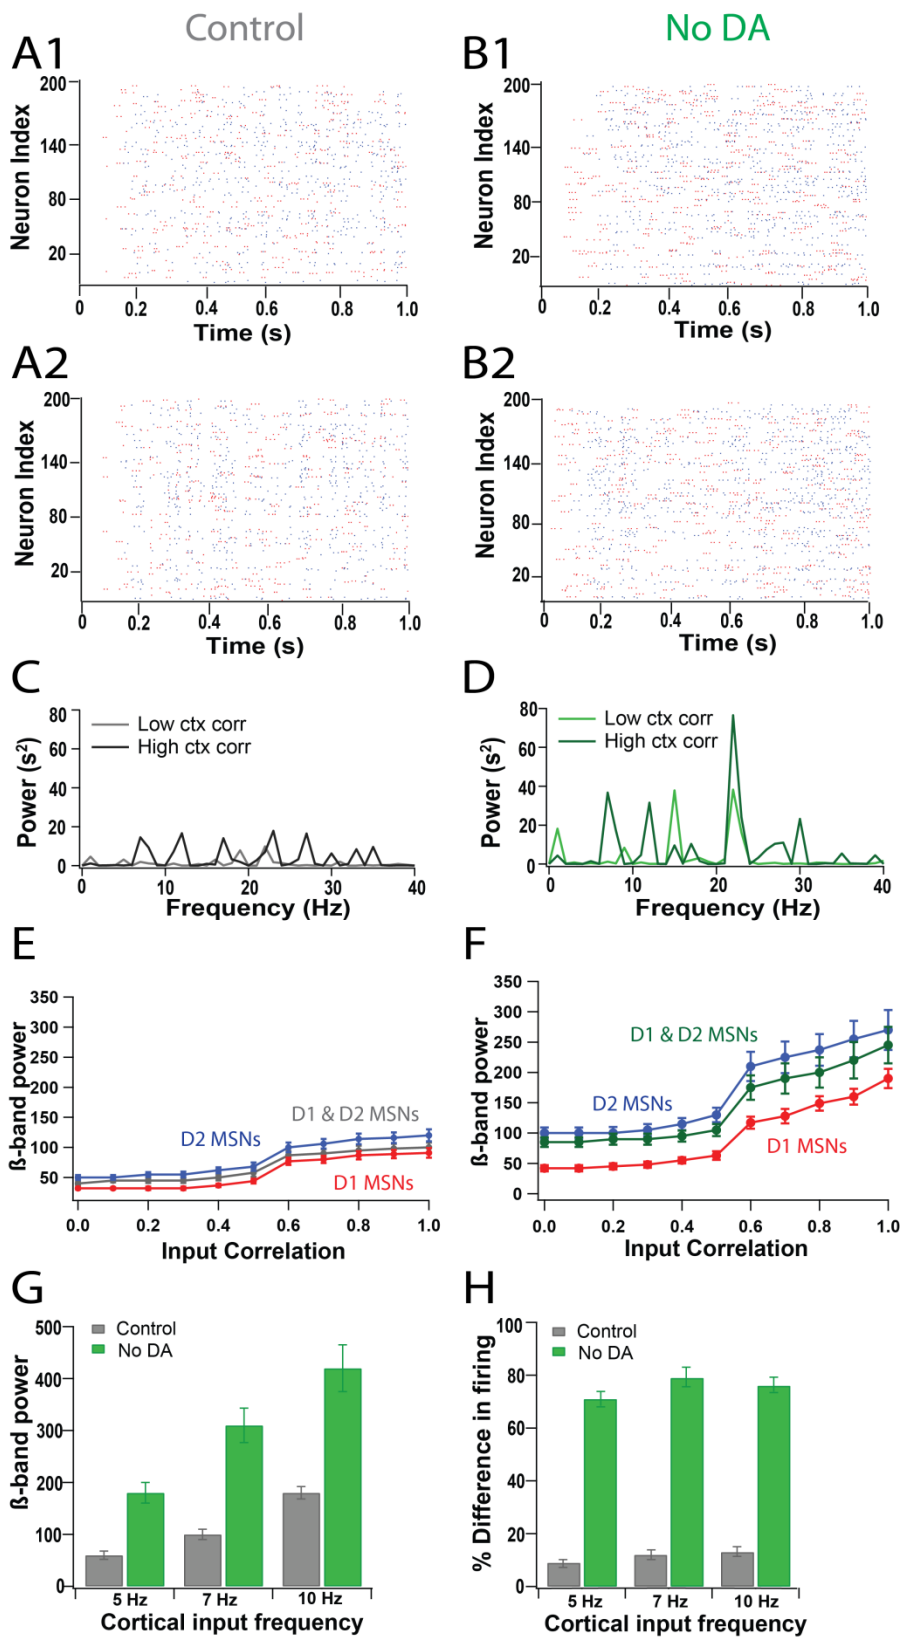 Control
No DA
A1
200
140
80
20
Neuron Index
0 0.2 0.4 0.6 0.8 1.0
Time (s)
B1
200
140
80
20
Neuron Index
0 0.2 0.4 0.6 0.8 1.0
Time (s)
A2
200
140
80
20
Neuron Index
0 0.2 0.4 0.6 0.8 1.0
Time (s)
B2
200
140
80
20
Neuron Index
0 0.2 0.4 0.6 0.8 1.0
Time (s)
C
80
60
40
20
0
Power (s²)
Low ctx corr
High ctx corr
0 10 20 30 40
Frequency (Hz)
D
80
60
40
20
0
Power (s²)
Low ctx corr
High ctx corr
0 10 20 30 40
Frequency (Hz)
E
350
300
250
200
150
100
50
ß-band power
D1 & D2 MSNs
D2 MSNs
D1 MSNs
0.0 0.2 0.4 0.6 0.8 1.0
Input Correlation
F
350
300
250
200
150
100
50
0
ß-band power
D1 & D2 MSNs
D2 MSNs
D1 MSNs
0.0 0.2 0.4 0.6 0.8 1.0
Input Correlation
G
500
400
300
200
100
0
ß-band power
Control
No DA
5 Hz 7 Hz 10 Hz
Cortical input frequency
H
100
80
60
40
20
0
% Difference in firing
Control
No DA
5 Hz 7 Hz 10 Hz
Cortical input frequency